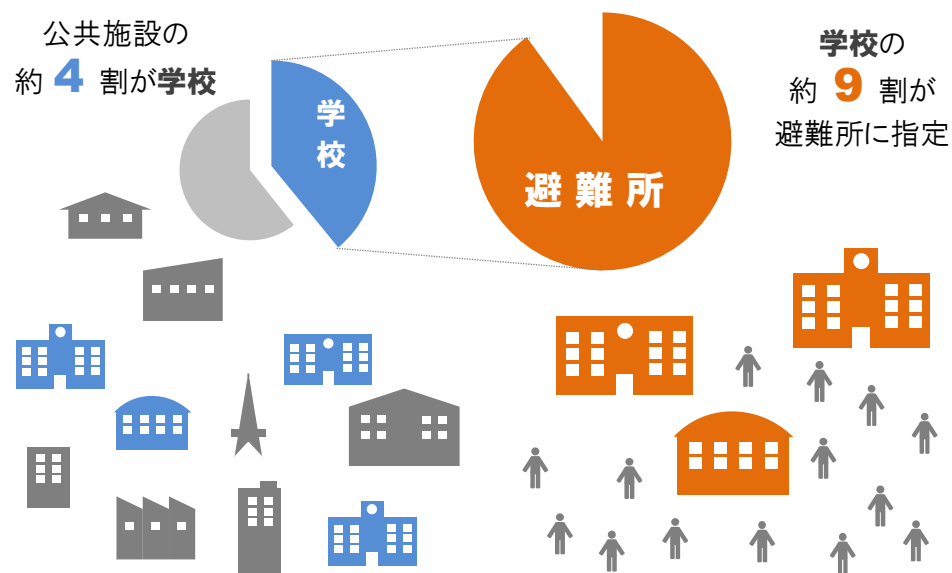 公共施設の
約 4 割が学校
学校
避難所
学校の
約 9 割が
避難所に指定